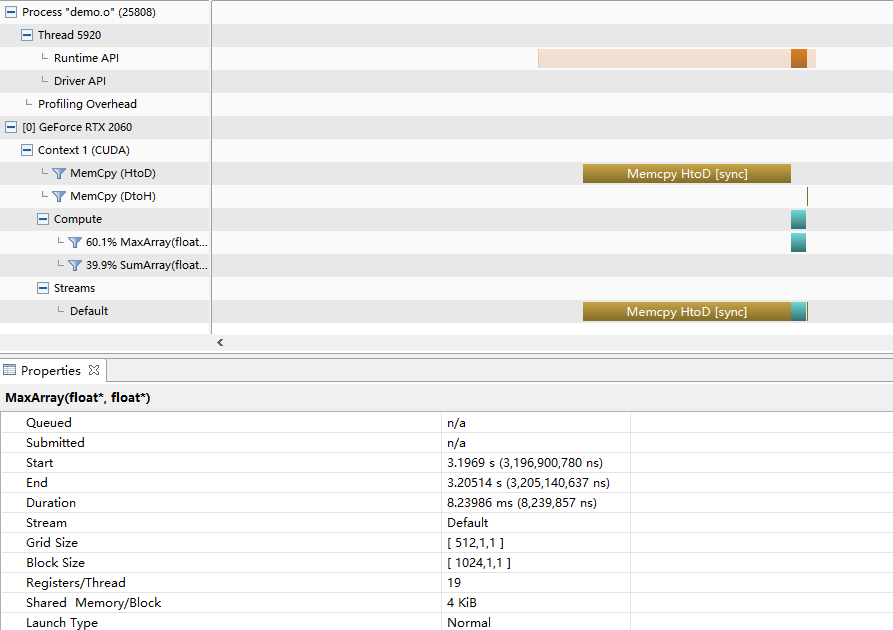 Process "demo.o" (25808)
Thread 5920
Runtime API
Driver API
Profiling Overhead
[0] GeForce RTX 2060
Context 1 (CUDA)
MemCpy (HtoD)
Memcpy HtoD [sync]
MemCpy (DtoH)
Compute
60.1% MaxArray(float...
39.9% SumArray(float...
Streams
Default
Memcpy HtoD [sync]
Properties
MaxArray(float*, float*)
Queued n/a
Submitted n/a
Start 3.1969 s (3,196,900,780 ns)
End 3.20514 s (3,205,140,637 ns)
Duration 8.23986 ms (8,239,857 ns)
Stream Default
Grid Size [ 512,1,1 ]
Block Size [ 1024,1,1 ]
Registers/Thread 19
Shared Memory/Block 4 KiB
Launch Type Normal